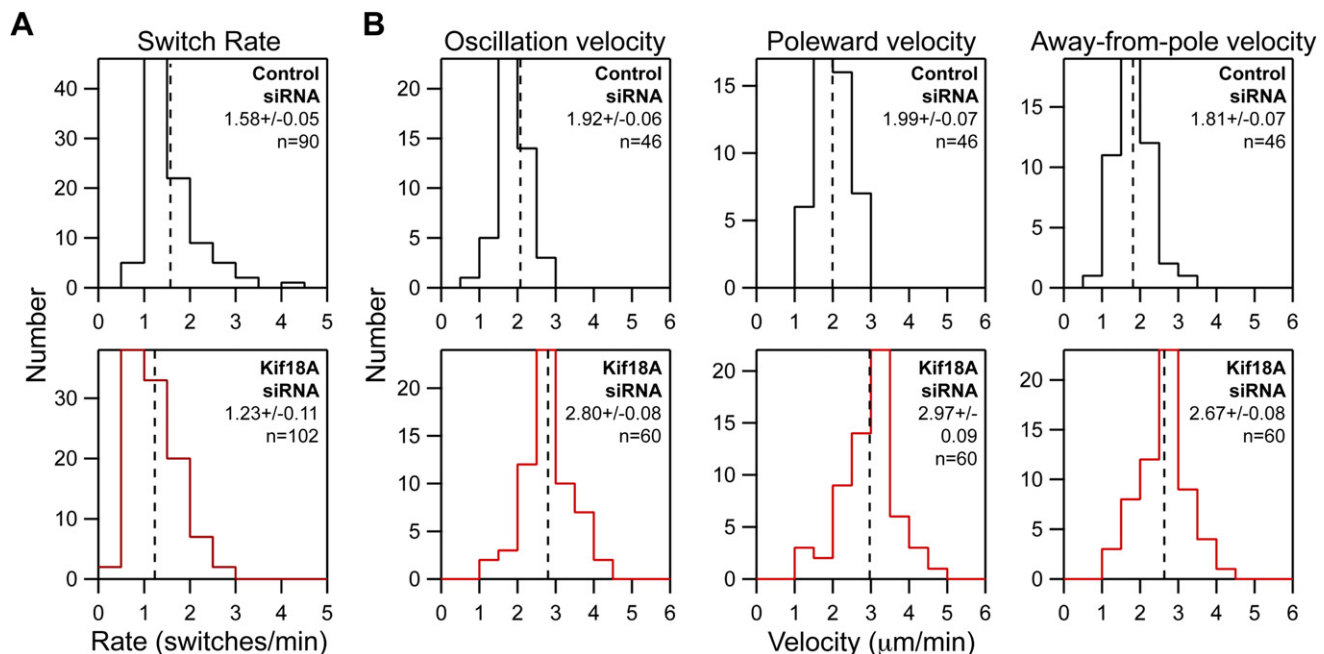 A
B
Switch Rate
Oscillation velocity
Poleward velocity
Away-from-pole velocity
Number
40
30
20
10
0
0 1 2 3 4 5
Control
siRNA
1.58+/-0.05
n=90
Number
20
15
10
5
0
0 1 2 3 4 5 6
Control
siRNA
1.92+/-0.06
n=46
15
10
5
0
0 1 2 3 4 5 6
Control
siRNA
1.99+/-0.07
n=46
15
10
5
0
0 1 2 3 4 5 6
Control
siRNA
1.81+/-0.07
n=46
30
20
10
0
0 1 2 3 4 5
Kif18A
siRNA
1.23+/-0.11
n=102
20
15
10
5
0
0 1 2 3 4 5 6
Kif18A
siRNA
2.80+/-0.08
n=60
20
15
10
5
0
0 1 2 3 4 5 6
Kif18A
siRNA
2.97+/-
0.09
n=60
20
15
10
5
0
0 1 2 3 4 5 6
Kif18A
siRNA
2.67+/-0.08
n=60
Rate (switches/min)
Velocity (μm/min)